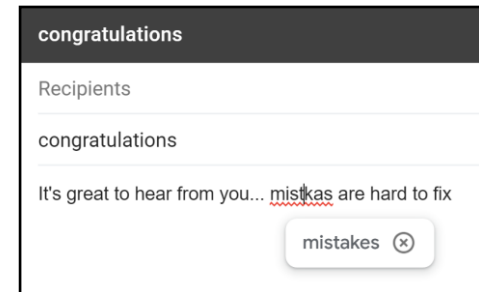 congratulations
Recipients
congratulations
It's great to hear from you... mistkas are hard to fix
mistakes